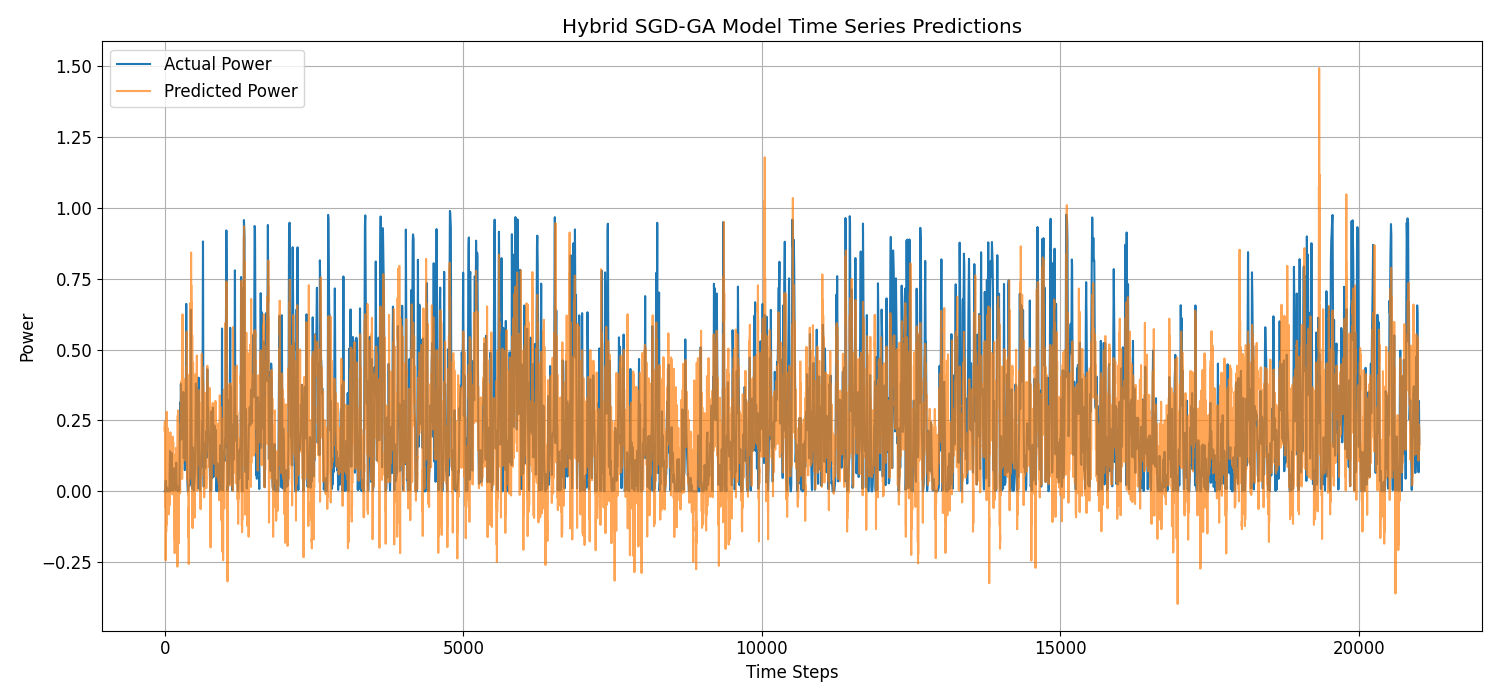 Hybrid SGD-GA Model Time Series Predictions
Actual Power
Predicted Power
1.50
1.25
1.00
0.75
0.50
0.25
0.00
−0.25
Power
0
5000
10000
15000
20000
Time Steps